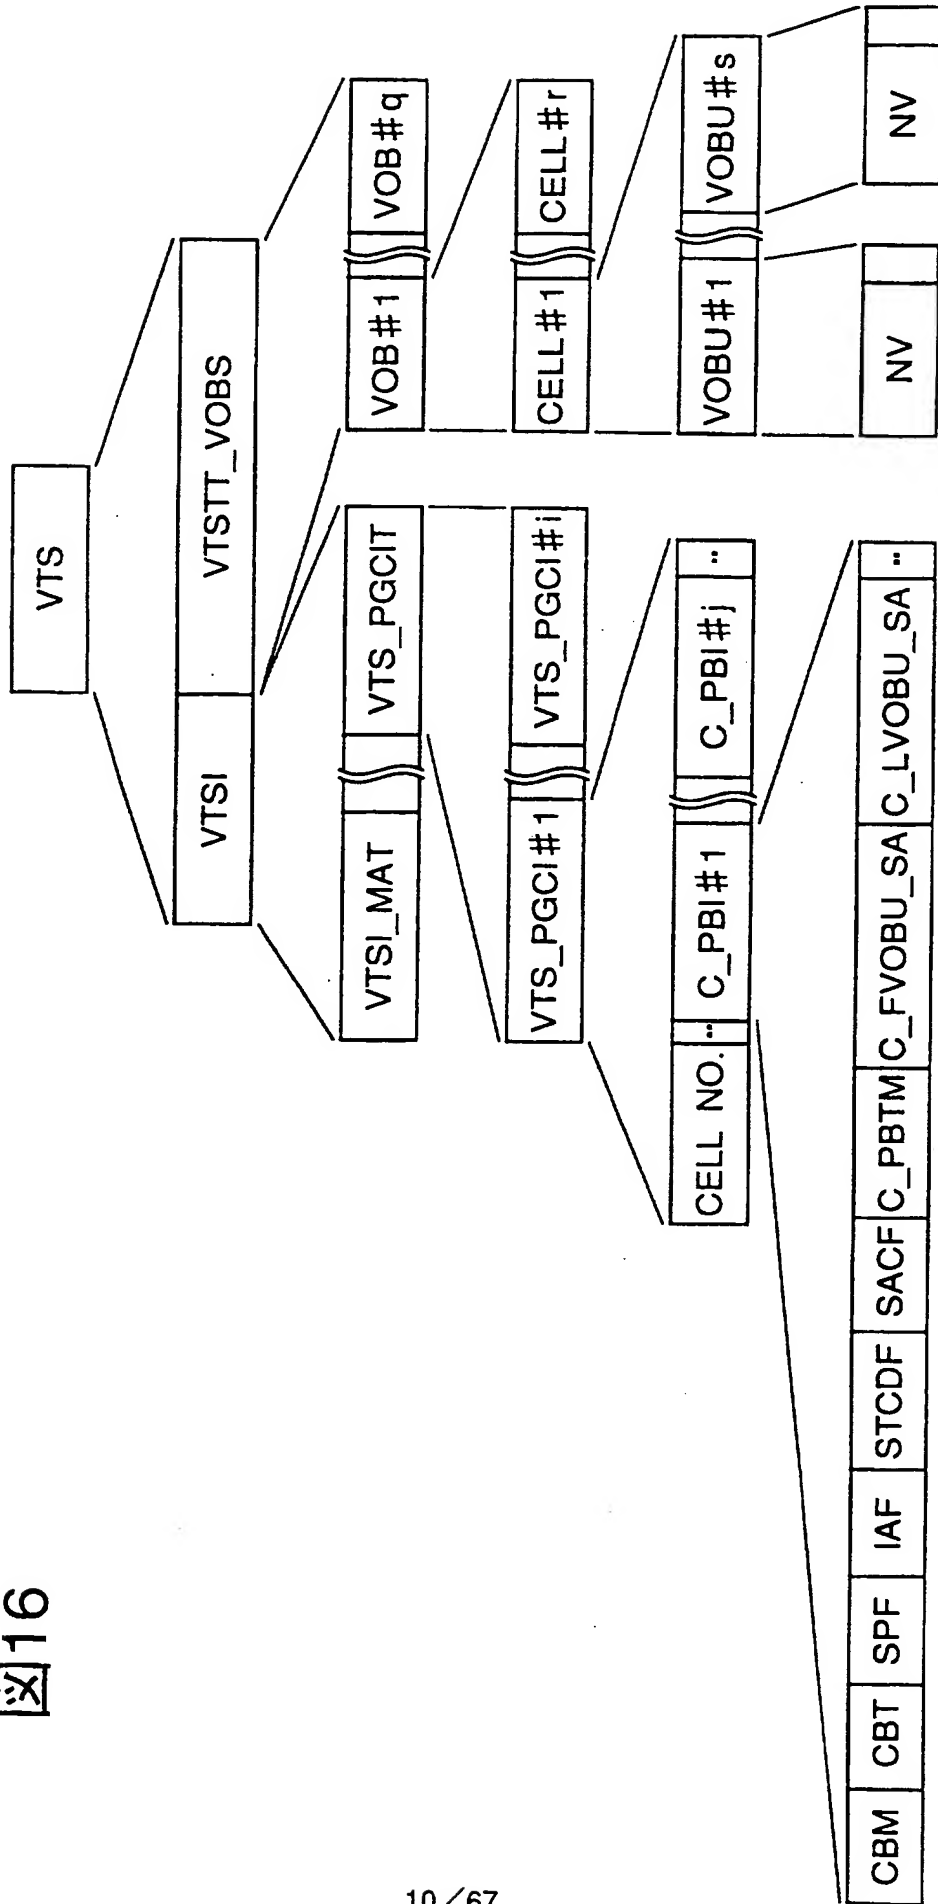 図16
VTS
VTSI VTSTT_VOBS
VTSI_MAT VTS_PGCIT VOB#1 VOB#q
VTS_PGCI#1 VTS_PGCI#i CELL#1 CELL#r
CELL NO. .. C_PBI#1 C_PBI#j .. VOBU#1 VOBU#s
CBM CBT SPF IAF STCDF SACF C_PBTM C_FVOBU_SA C_LVOBU_SA .. NV NV
10/67